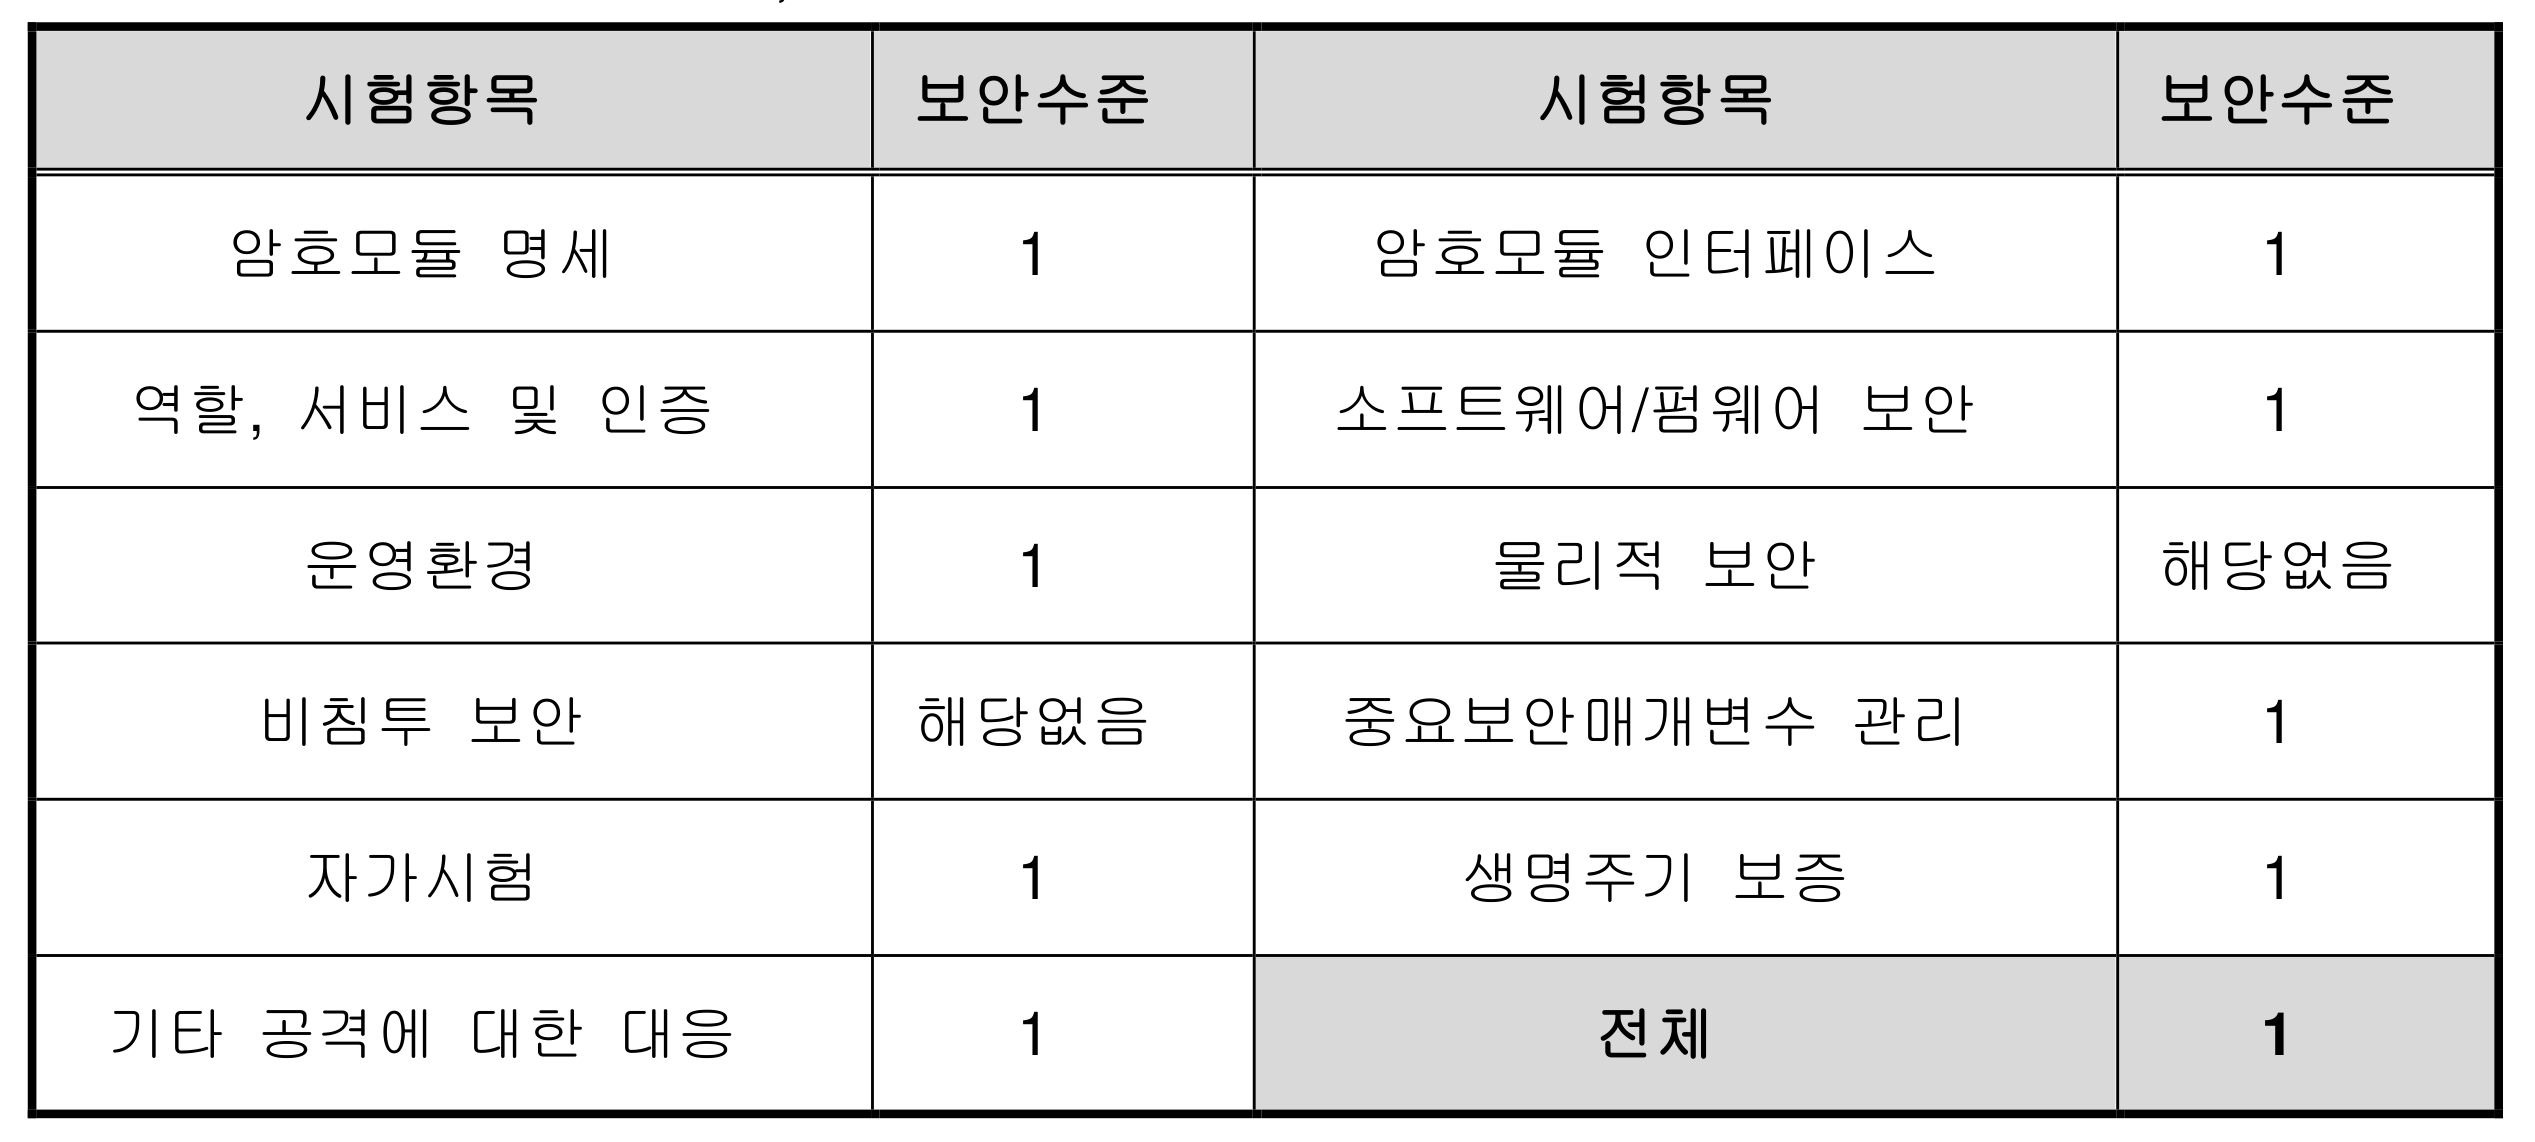 시험항목 보안수준 시험항목 보안수준
암호모듈 명세 1 암호모듈 인터페이스 1
역할, 서비스 및 인증 1 소프트웨어/펌웨어 보안 1
운영환경 1 물리적 보안 해당없음
비침투 보안 해당없음 중요보안매개변수 관리 1
자가시험 1 생명주기 보증 1
기타 공격에 대한 대응 1 전체 1